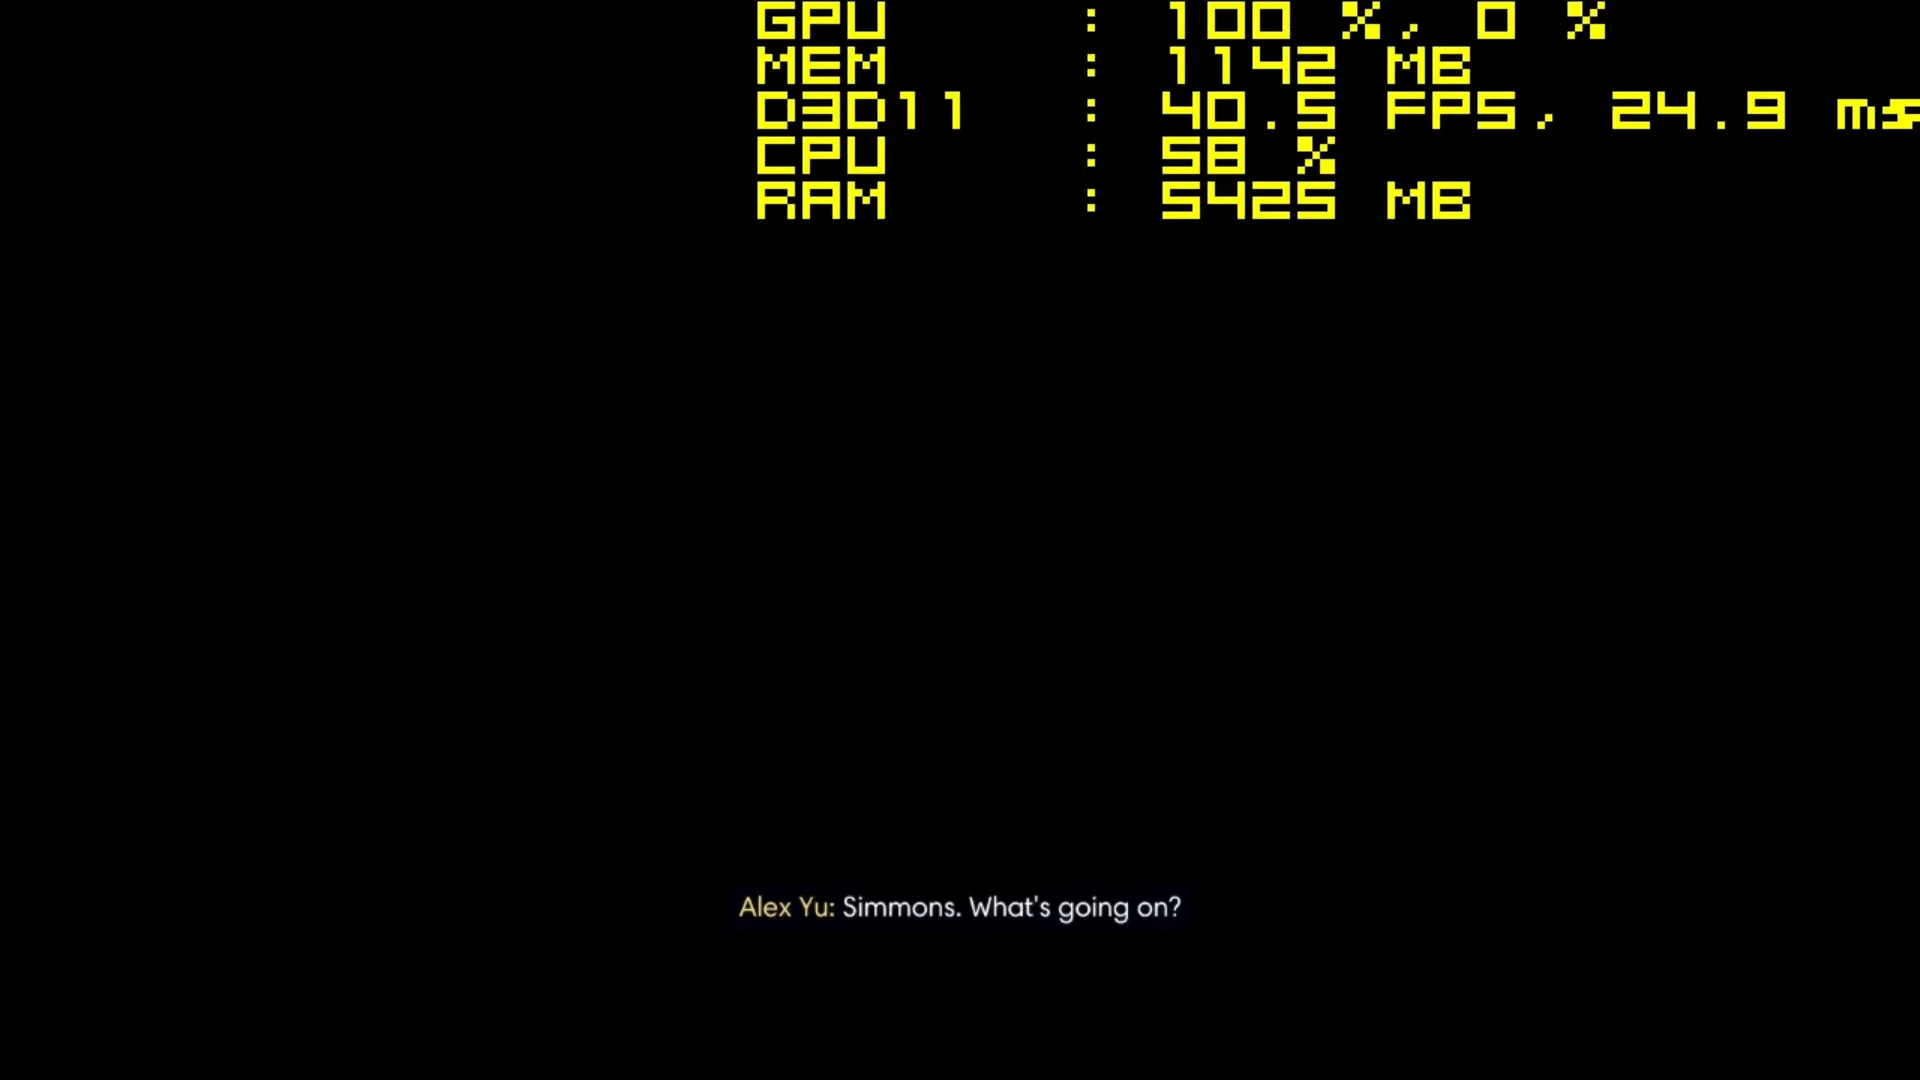 GPU : 100 %, 0 %
MEM : 1142 MB
D3D11 : 40.5 FPS, 24.9 ms
CPU : 58 %
RAM : 5425 MB
Alex Yu: Simmons. What's going on?